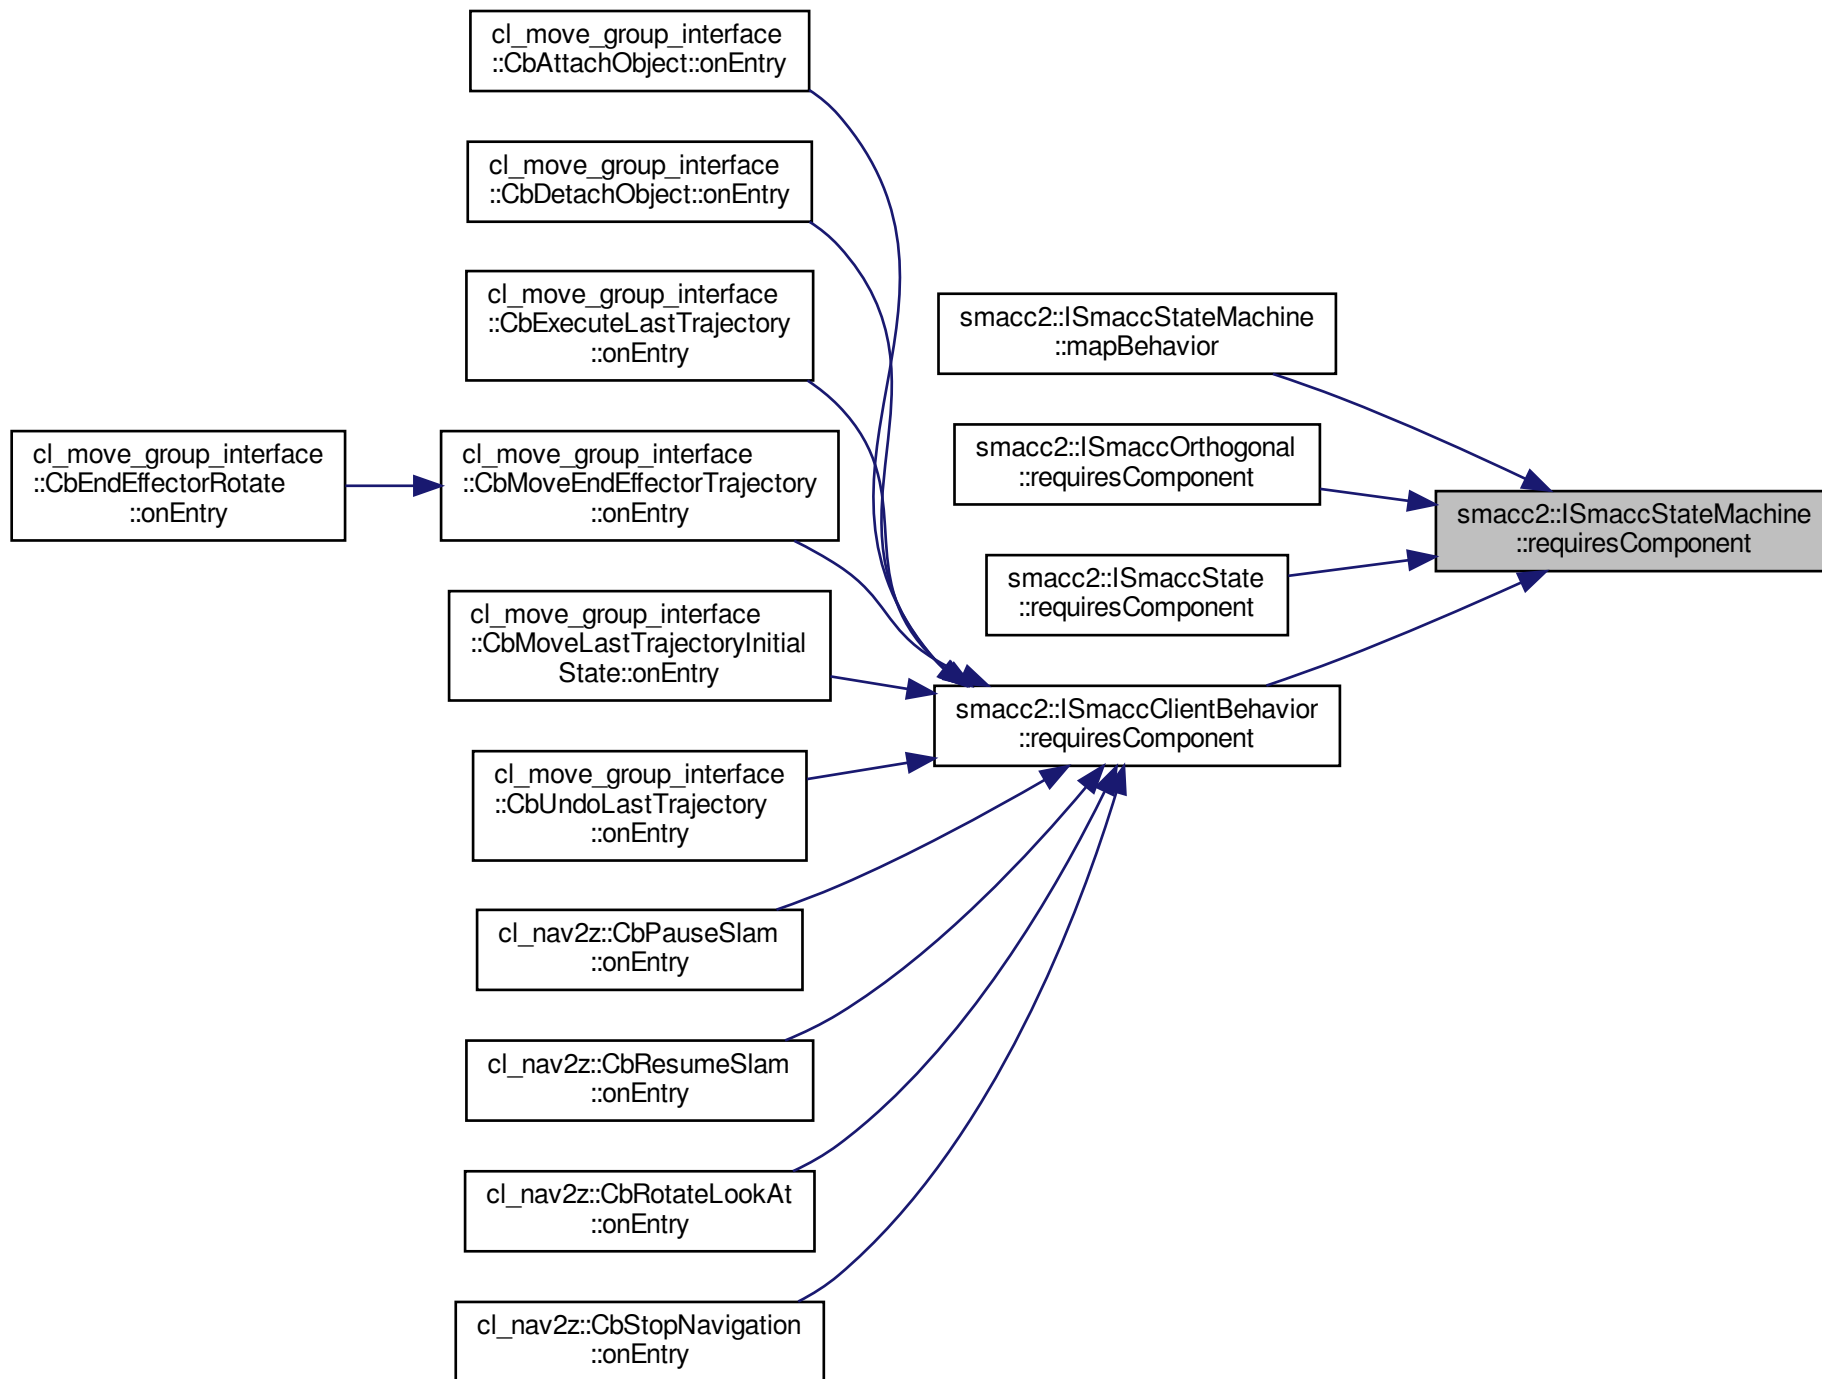 cl_move_group_interface
::CbAttachObject::onEntry
cl_move_group_interface
::CbDetachObject::onEntry
cl_move_group_interface
::CbExecuteLastTrajectory
::onEntry
cl_move_group_interface
::CbEndEffectorRotate
::onEntry
cl_move_group_interface
::CbMoveEndEffectorTrajectory
::onEntry
cl_move_group_interface
::CbMoveLastTrajectoryInitial
State::onEntry
cl_move_group_interface
::CbUndoLastTrajectory
::onEntry
cl_nav2z::CbPauseSlam
::onEntry
cl_nav2z::CbResumeSlam
::onEntry
cl_nav2z::CbRotateLookAt
::onEntry
cl_nav2z::CbStopNavigation
::onEntry
smacc2::ISmaccStateMachine
::mapBehavior
smacc2::ISmaccOrthogonal
::requiresComponent
smacc2::ISmaccState
::requiresComponent
smacc2::ISmaccClientBehavior
::requiresComponent
smacc2::ISmaccStateMachine
::requiresComponent